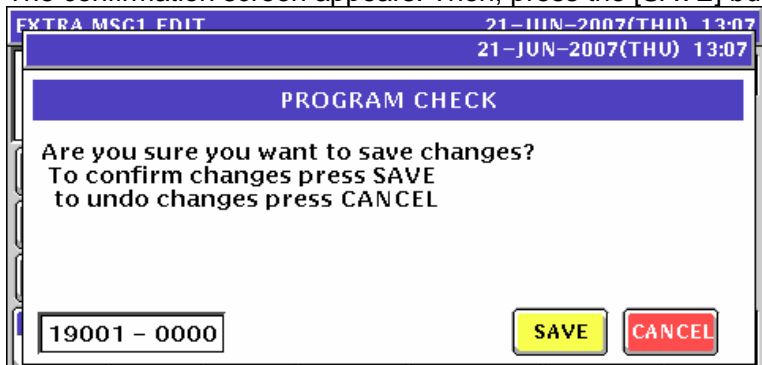 The confirmation screen appears. Then, press the [SAVE] bu
EXTRA MSG1 EDIT 21-JUN-2007(THU) 13:07
21-JUN-2007(THU) 13:07
PROGRAM CHECK
Are you sure you want to save changes?
To confirm changes press SAVE
to undo changes press CANCEL
19001 - 0000 SAVE CANCEL